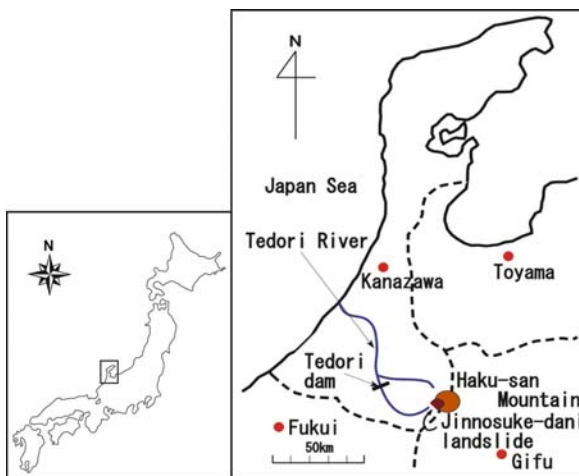 N
N
Japan Sea
Tedori River
Kanazawa
Toyama
Tedori
dam
Haku-san
Mountain
Jinnosuke-dani
landslide
Fukui
50km
Gifu